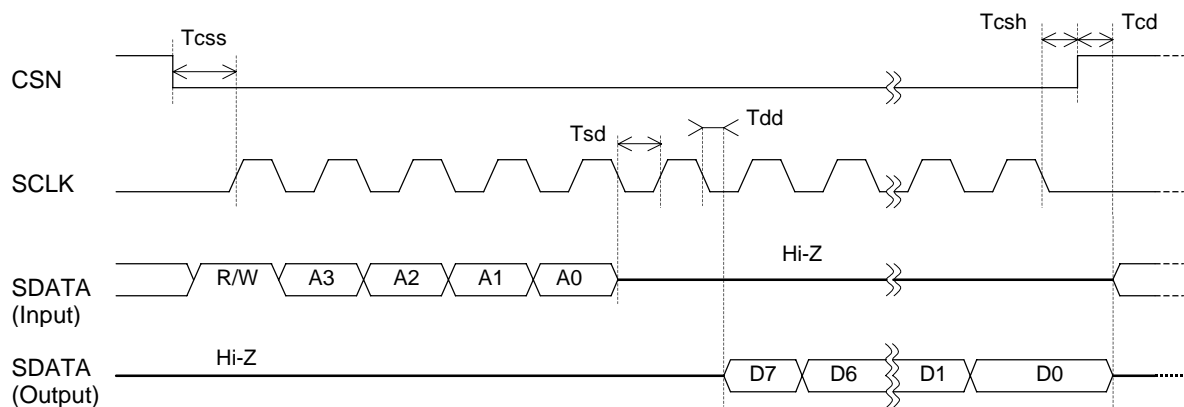 Tcss
Tcsh
Tcd
CSN
Tsd
Tdd
SCLK
Hi-Z
R/W
A3
A2
A1
A0
SDATA
(Input)
SDATA
(Output)
Hi-Z
D7
D6
D1
D0